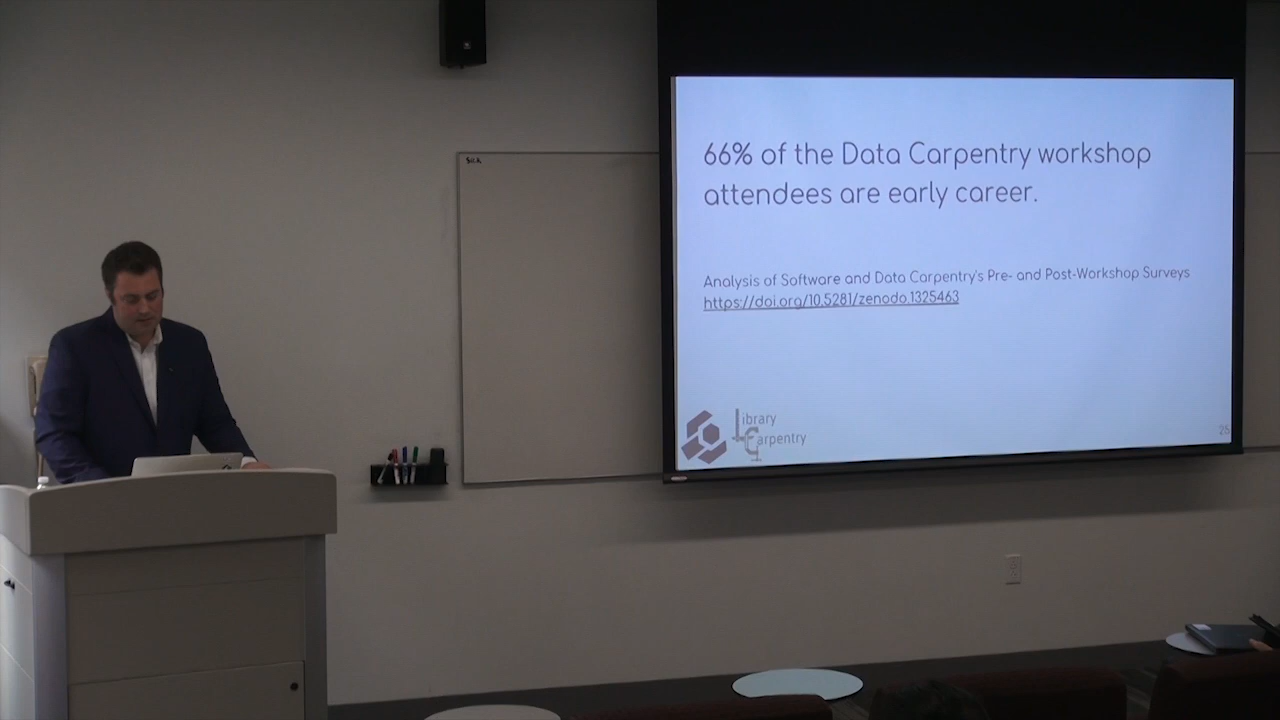 66% of the Data Carpentry workshop
attendees are early career.
Analysis of Software and Data Carpentry's Pre- and Post-Workshop Surveys
https://doi.org/10.5281/zenodo.1325463
Library
Carpentry
25